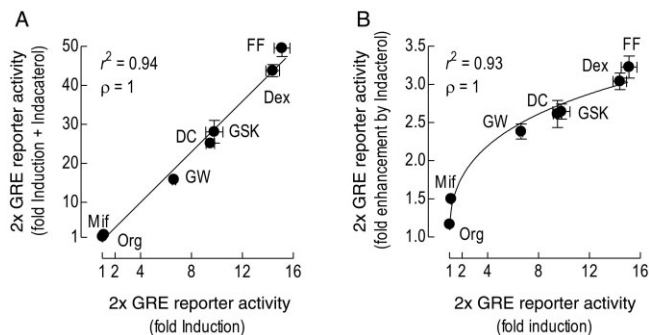 A
2x GRE reporter activity
(fold Induction + Indacaterol)
50
40
30
20
10
1
r² = 0.94
ρ = 1
FF
Dex
GSK
DC
GW
Mif
Org
1 2 4 8 12 16
2x GRE reporter activity
(fold Induction)
B
2x GRE reporter activity
(fold enhancement by Indacterol)
3.5
3.0
2.5
2.0
1.5
1.0
r² = 0.93
ρ = 1
FF
Dex
DC
GSK
GW
Mif
Org
1 2 4 8 12 16
2x GRE reporter activity
(fold induction)